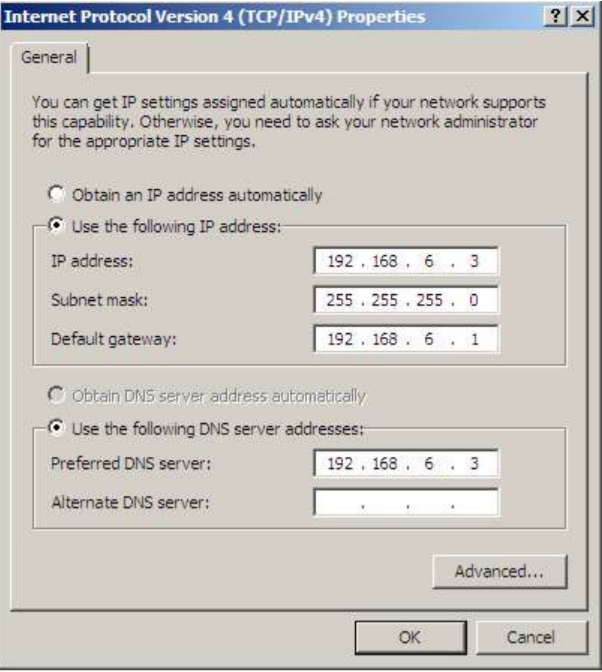 Internet Protocol Version 4 (TCP/IPv4) Properties
General
You can get IP settings assigned automatically if your network supports
this capability. Otherwise, you need to ask your network administrator
for the appropriate IP settings.
Obtain an IP address automatically
Use the following IP address:
IP address: 192 . 168 . 6 . 3
Subnet mask: 255 . 255 . 255 . 0
Default gateway: 192 . 168 . 6 . 1
Obtain DNS server address automatically
Use the following DNS server addresses:
Preferred DNS server: 192 . 168 . 6 . 3
Alternate DNS server: . . .
Advanced...
OK Cancel